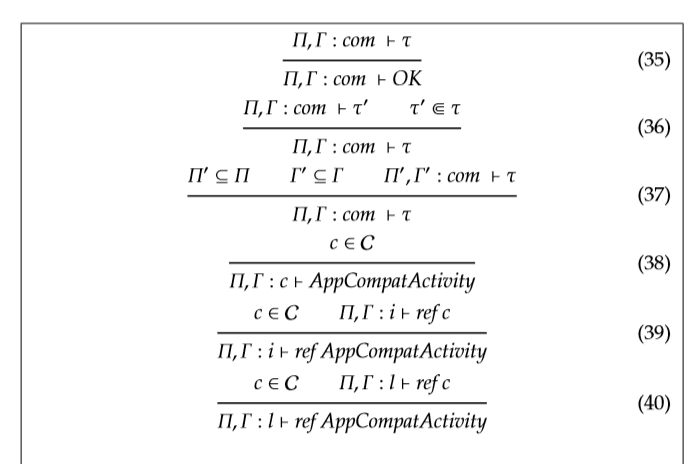 Π, Γ : com ⊢ τ
Π, Γ : com ⊢ OK (35)
Π, Γ : com ⊢ τ′ τ′ ⋐ τ
Π, Γ : com ⊢ τ (36)
Π′ ⊆ Π Γ′ ⊆ Γ Π′, Γ′ : com ⊢ τ
Π, Γ : com ⊢ τ (37)
c ∈ C
Π, Γ : c ⊢ AppCompatActivity (38)
c ∈ C Π, Γ : i ⊢ ref c
Π, Γ : i ⊢ ref AppCompatActivity (39)
c ∈ C Π, Γ : l ⊢ ref c
Π, Γ : l ⊢ ref AppCompatActivity (40)